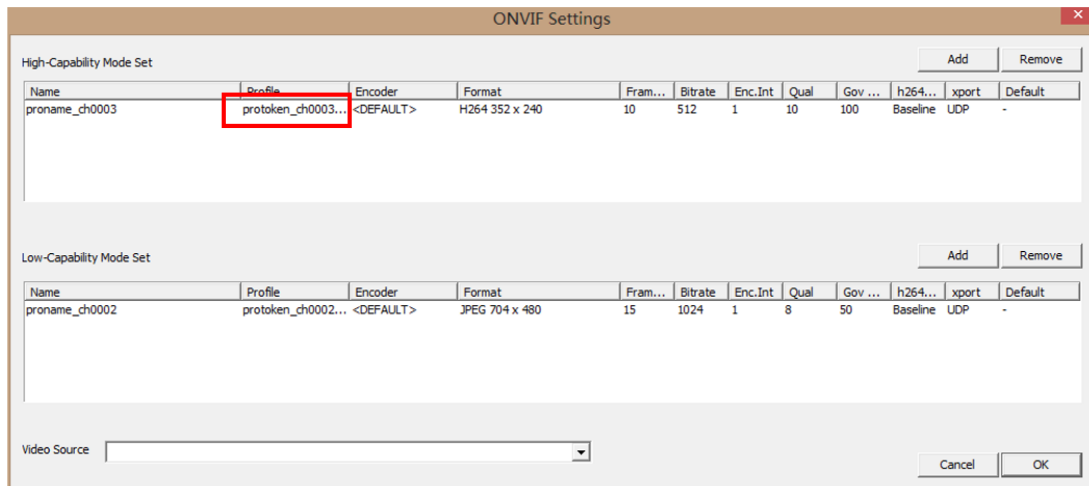 ONVIF Settings
High-Capability Mode Set Add Remove
Name Profile Encoder Format Fram... Bitrate Enc.Int Qual Gov ... h264... xport Default
proname_ch0003 protoken_ch0003... <DEFAULT> H264 352 x 240 10 512 1 10 100 Baseline UDP -
Low-Capability Mode Set Add Remove
Name Profile Encoder Format Fram... Bitrate Enc.Int Qual Gov ... h264... xport Default
proname_ch0002 protoken_ch0002... <DEFAULT> JPEG 704 x 480 15 1024 1 8 50 Baseline UDP -
Video Source
Cancel OK